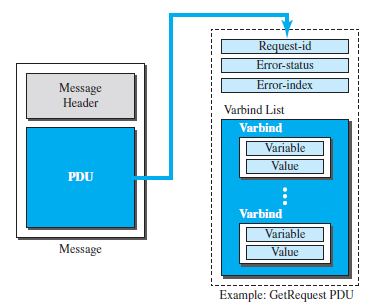 Message
Header
PDU
Message
Request-id
Error-status
Error-index
Varbind List
Varbind
Variable
Value
Varbind
Variable
Value
Example: GetRequest PDU